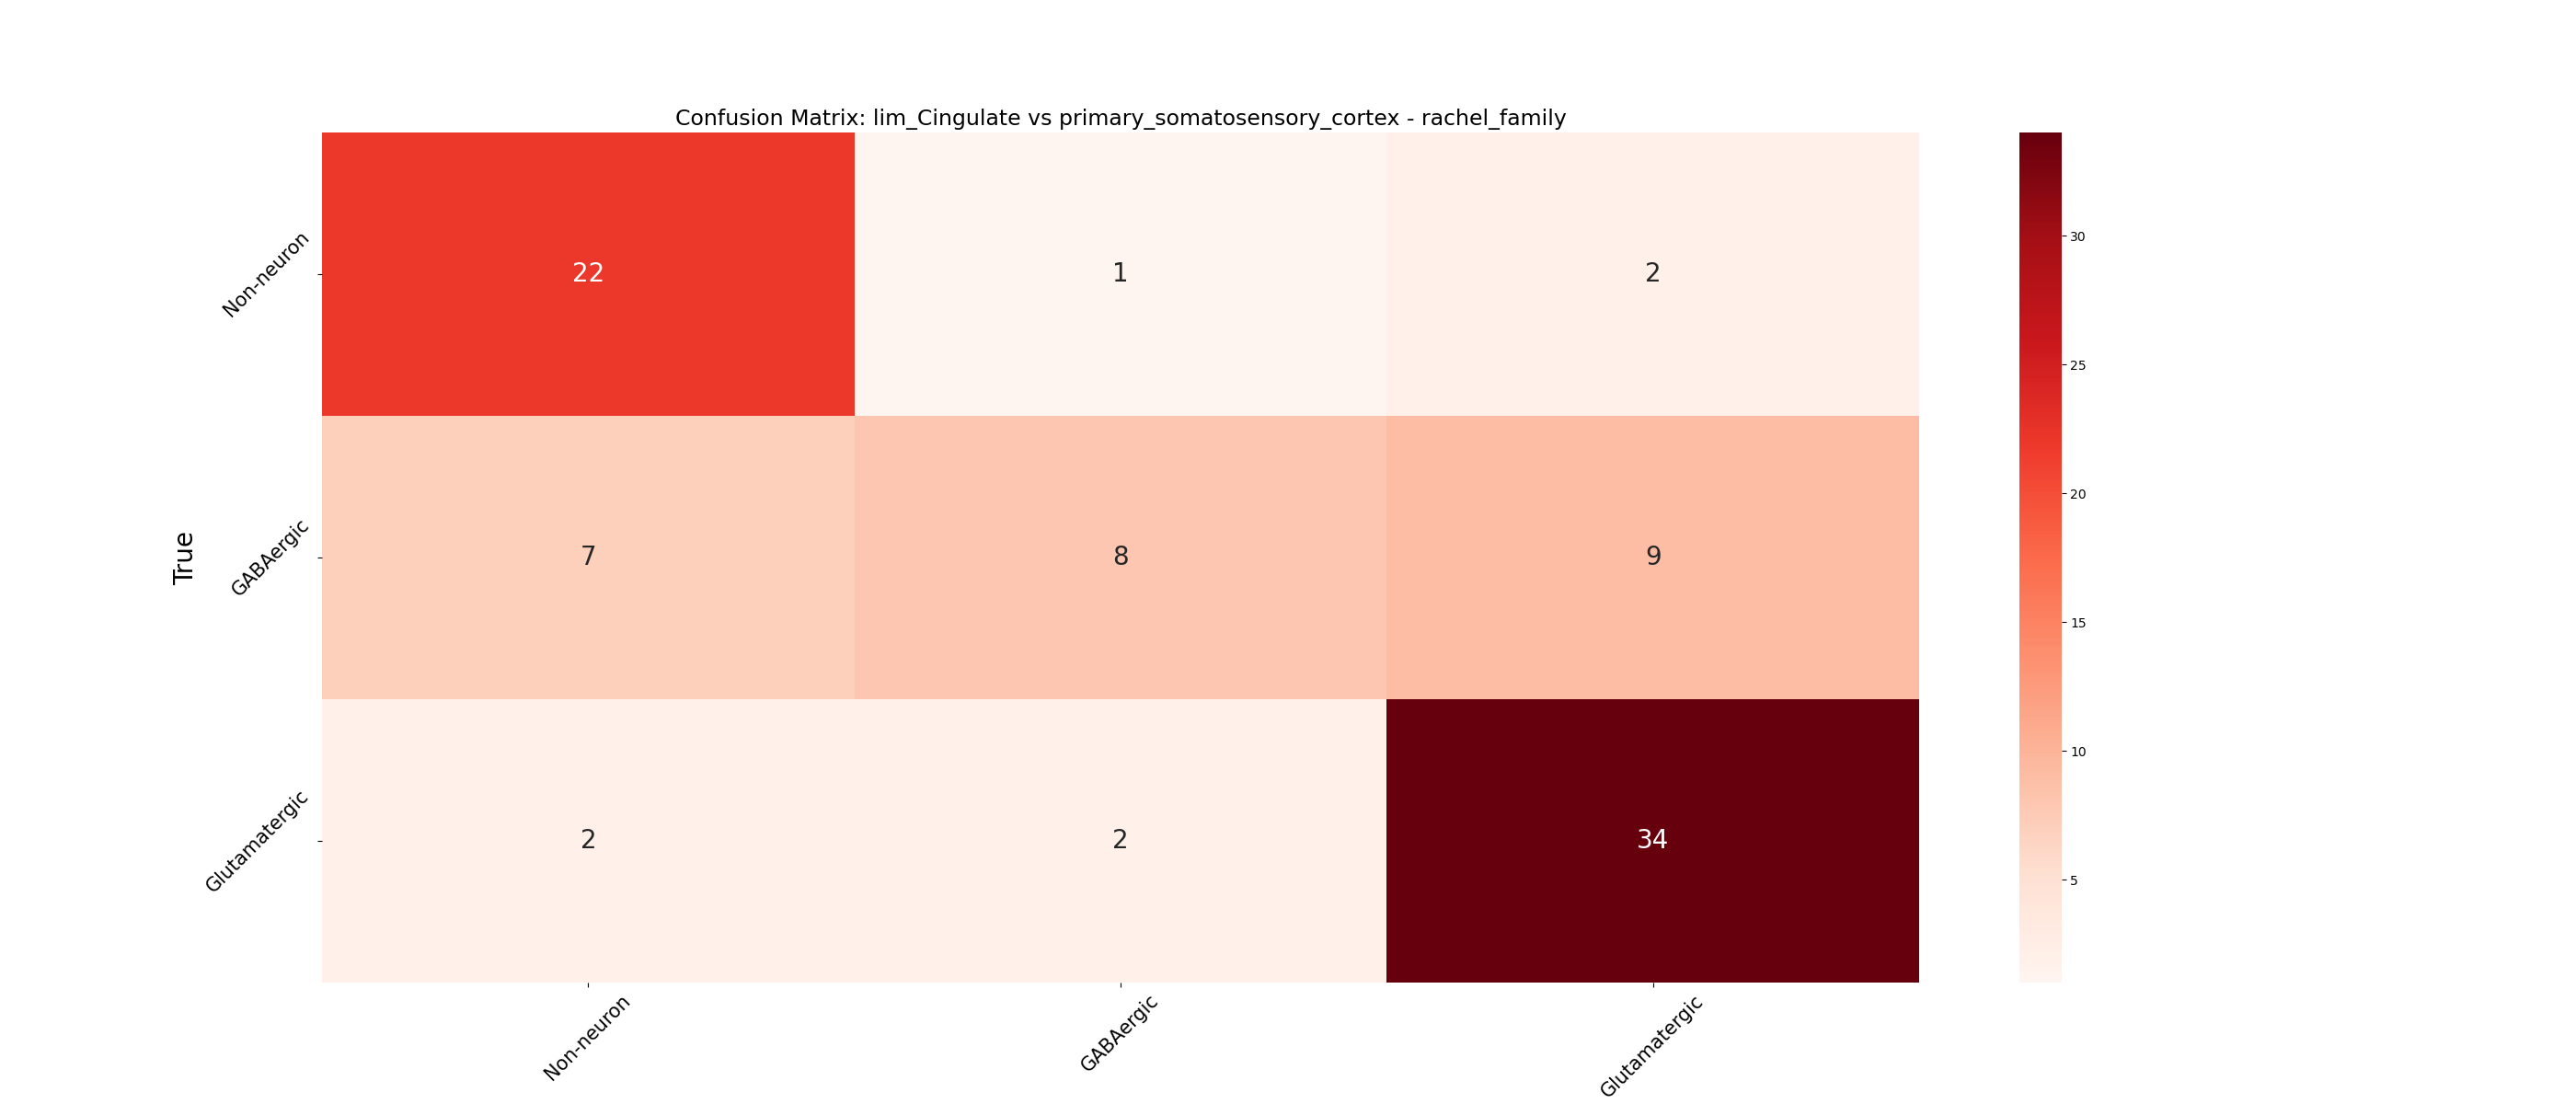 Confusion Matrix: lim_Cingulate vs primary_somatosensory_cortex - rachel_family
True
Non-neuron
22
1
2
GABAergic
7
8
9
Glutamatergic
2
2
34
Non-neuron
GABAergic
Glutamatergic
30
25
20
15
10
5